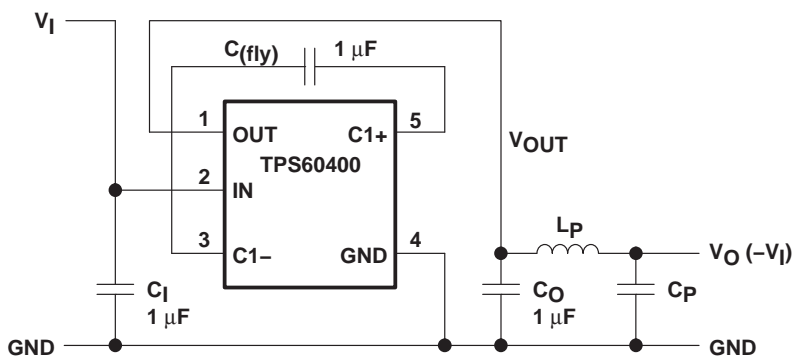 VI
C(fly) 1 μF
1 OUT C1+ 5
TPS60400
2 IN
3 C1− GND 4
VOUT
LP
VO (−VI)
CI
1 μF
CO
1 μF
CP
GND GND